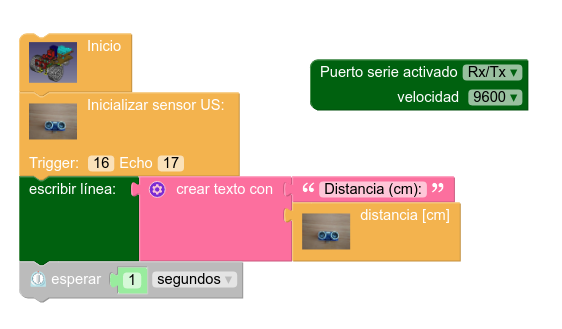 Inicio
Inicializar sensor US:
Trigger: 16 Echo 17
escribir línea: crear texto con “ Distancia (cm): ”
distancia [cm]
esperar 1 segundos ▾
Puerto serie activado Rx/Tx ▾
velocidad 9600 ▾